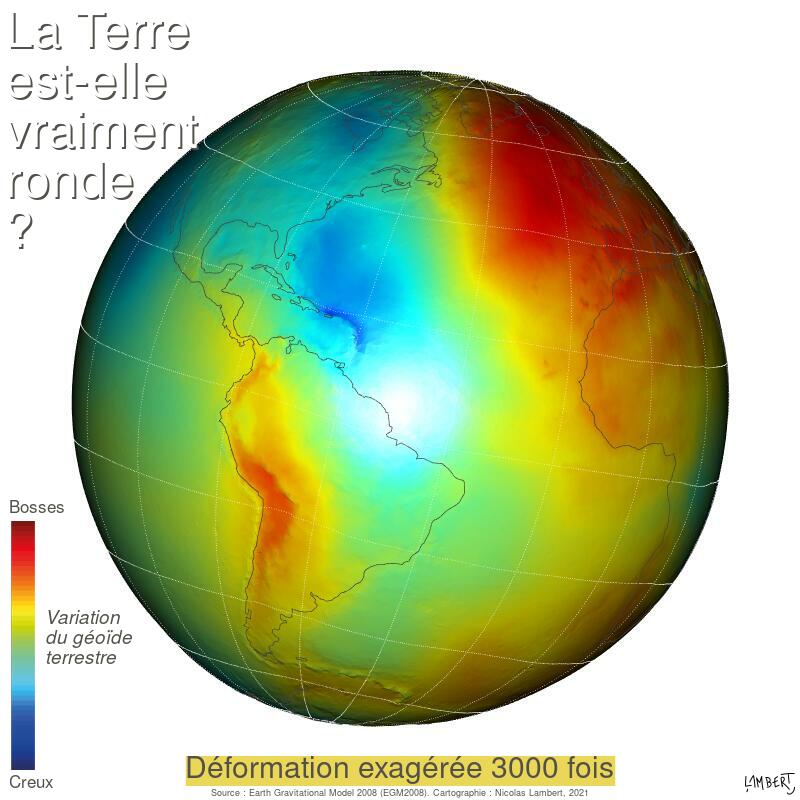 La Terre
est-elle
vraiment
ronde
?
Bosses
Variation
du géoïde
terrestre
Creux
Déformation exagérée 3000 fois
Source : Earth Gravitational Model 2008 (EGM2008). Cartographie : Nicolas Lambert, 2021
LAMBERT